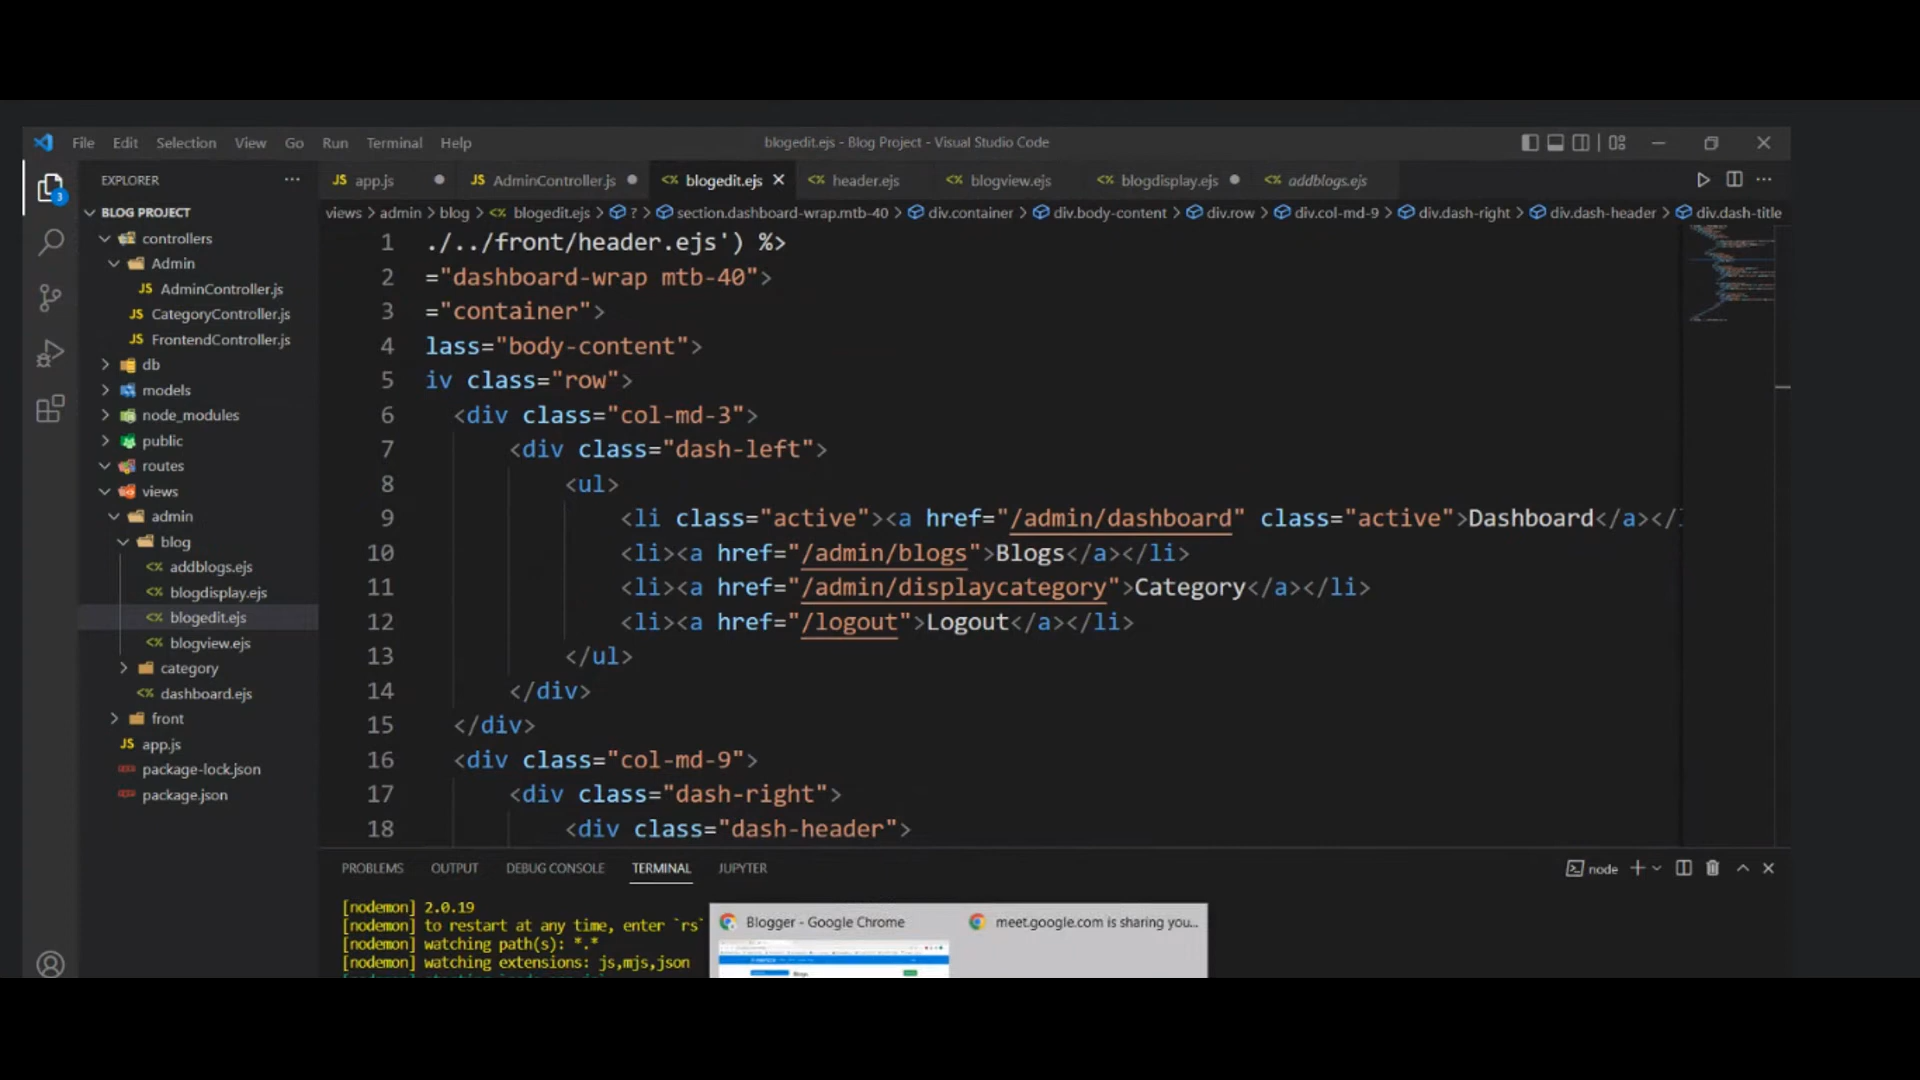 File Edit Selection View Go Run Terminal Help
blogedit.ejs - Blog Project - Visual Studio Code
EXPLORER
JS app.js
JS AdminController.js
<> blogedit.ejs
<> header.ejs
<> blogview.ejs
<> blogdisplay.ejs
<> addblogs.ejs
views > admin > blog > <> blogedit.ejs > ? > section.dashboard-wrap.mtb-40 > div.container > div.body-content > div.row > div.col-md-9 > div.dash-right > div.dash-header > div.dash-title
3
BLOG PROJECT
controllers
Admin
JS AdminController.js
JS CategoryController.js
JS FrontendController.js
db
models
node_modules
public
routes
views
admin
blog
<> addblogs.ejs
<> blogdisplay.ejs
<> blogedit.ejs
<> blogview.ejs
category
<> dashboard.ejs
front
JS app.js
package-lock.json
package.json
1 ./../front/header.ejs') %>
2 ="dashboard-wrap mtb-40">
3 ="container">
4 lass="body-content">
5 iv class="row">
6 <div class="col-md-3">
7 <div class="dash-left">
8 <ul>
9 <li class="active"><a href="/admin/dashboard" class="active">Dashboard</a></
10 <li><a href="/admin/blogs">Blogs</a></li>
11 <li><a href="/admin/displaycategory">Category</a></li>
12 <li><a href="/logout">Logout</a></li>
13 </ul>
14 </div>
15 </div>
16 <div class="col-md-9">
17 <div class="dash-right">
18 <div class="dash-header">
PROBLEMS OUTPUT DEBUG CONSOLE TERMINAL JUPYTER
node
[nodemon] 2.0.19
[nodemon] to restart at any time, enter `rs`
[nodemon] watching path(s): *.*
[nodemon] watching extensions: js,mjs,json
Blogger - Google Chrome
meet.google.com is sharing you...